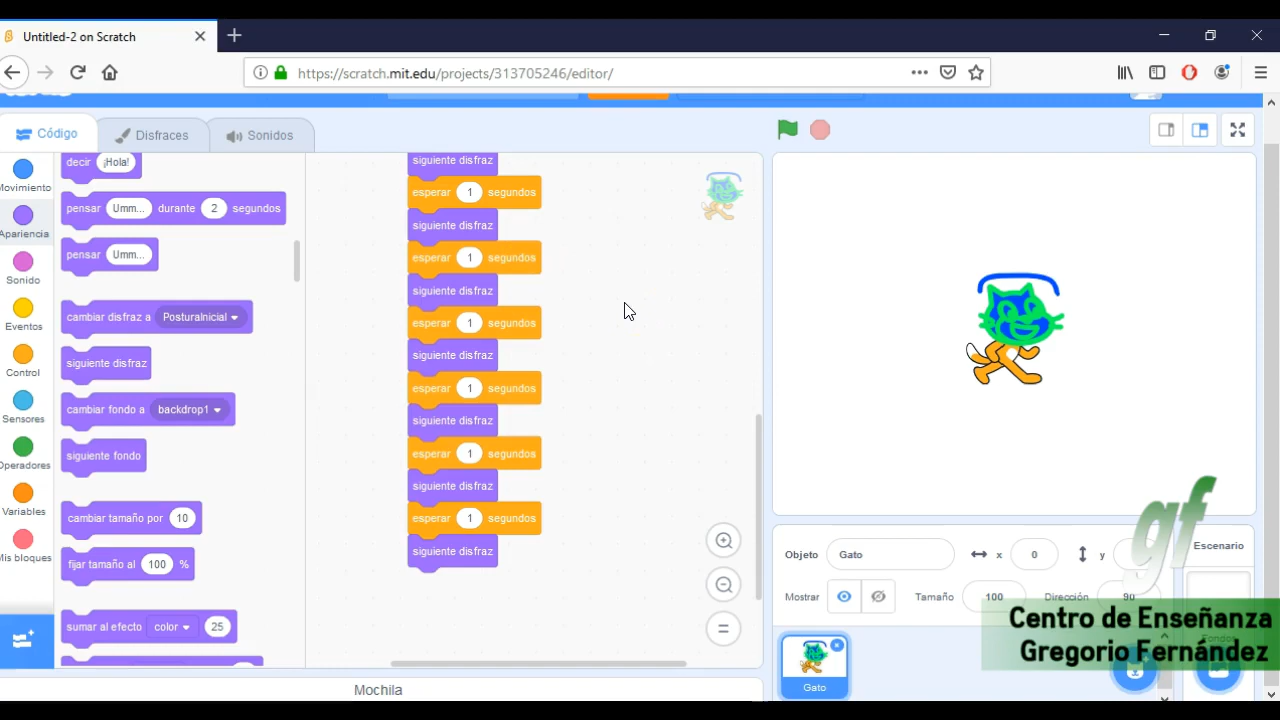 Untitled-2 on Scratch
https://scratch.mit.edu/projects/313705246/editor/
Código
Disfraces
Sonidos
Movimiento
Apariencia
Sonido
Eventos
Control
Sensores
Operadores
Variables
Mis bloques
decir ¡Hola!
pensar Umm... durante 2 segundos
pensar Umm...
cambiar disfraz a PosturaInicial
siguiente disfraz
cambiar fondo a backdrop1
siguiente fondo
cambiar tamaño por 10
fijar tamaño al 100 %
sumar al efecto color 25
siguiente disfraz
esperar 1 segundos
siguiente disfraz
esperar 1 segundos
siguiente disfraz
esperar 1 segundos
siguiente disfraz
esperar 1 segundos
siguiente disfraz
esperar 1 segundos
siguiente disfraz
esperar 1 segundos
siguiente disfraz
Mochila
Objeto Gato x 0 y
Mostrar Tamaño 100 Dirección 90
Gato
Escenario
Fondos
gf
Centro de Enseñanza
Gregorio Fernández